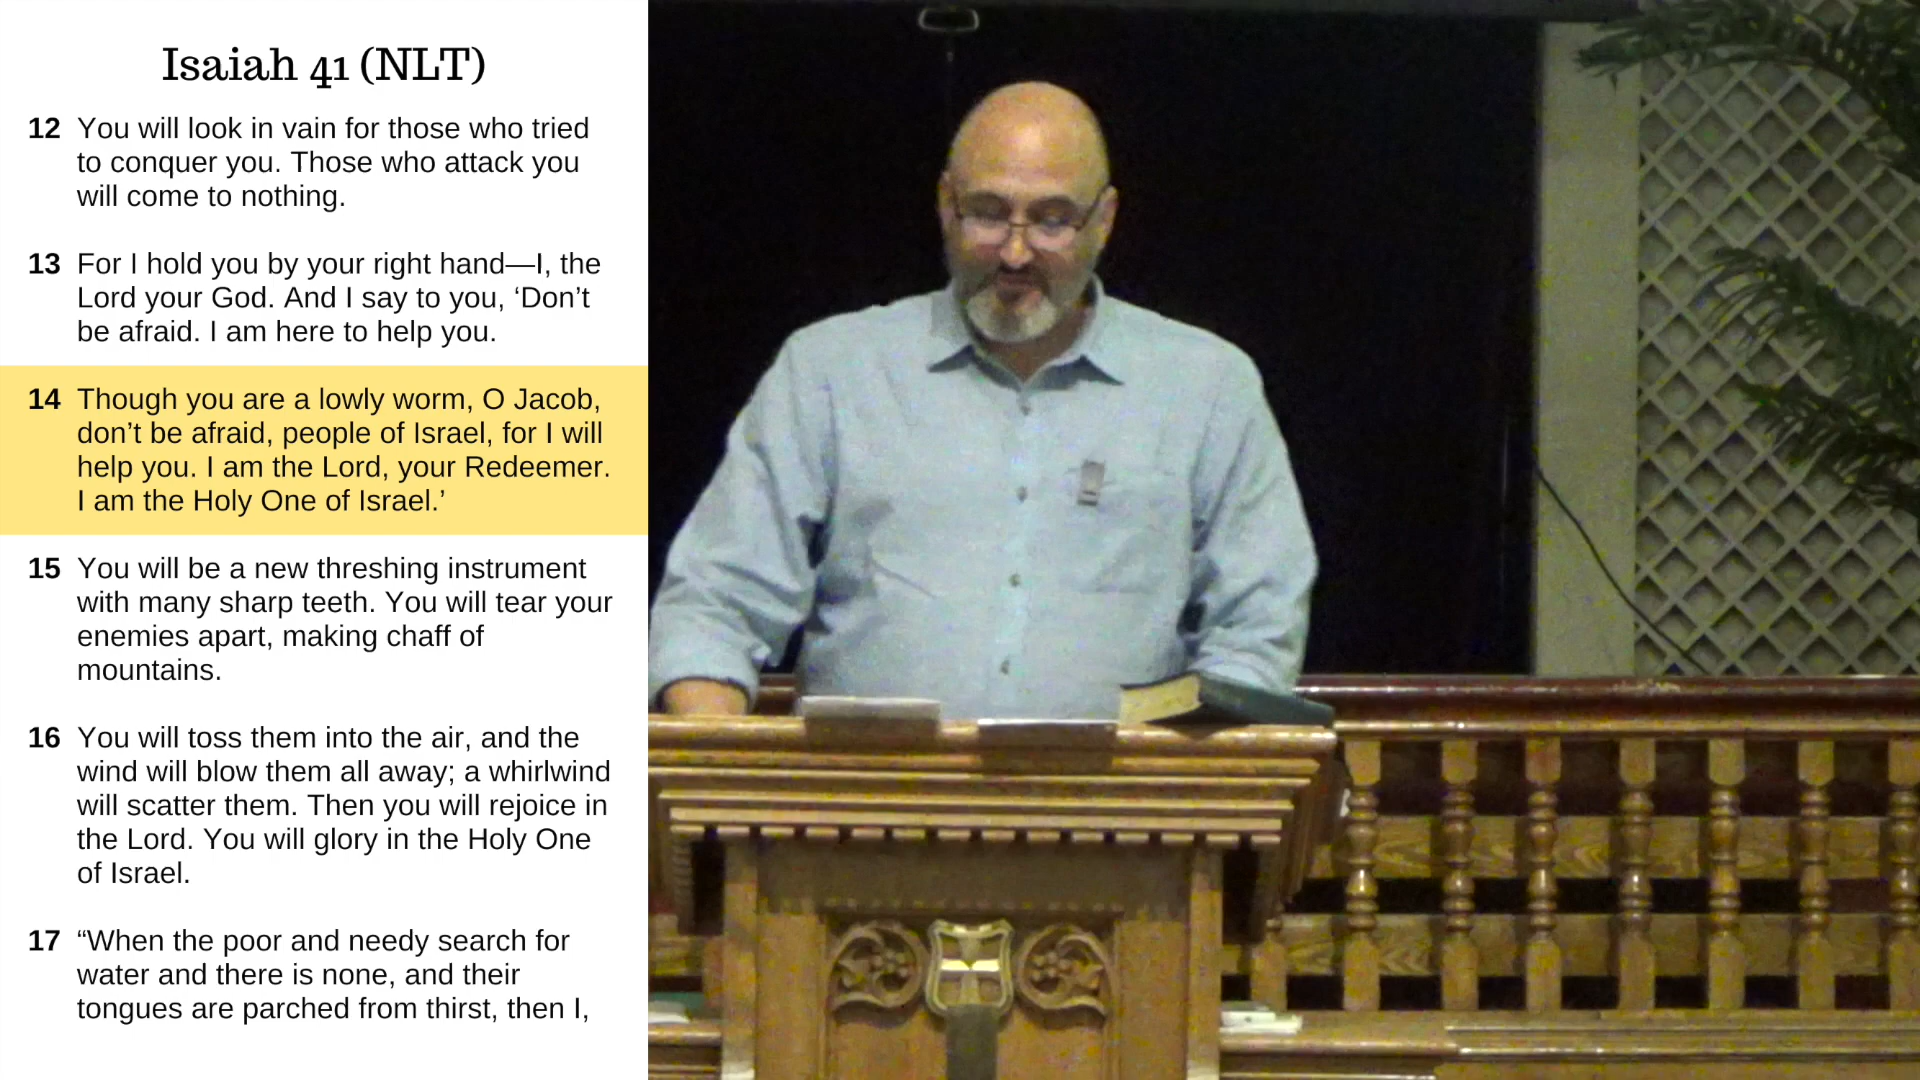 Isaiah 41 (NLT)
12 You will look in vain for those who tried
to conquer you. Those who attack you
will come to nothing.
13 For I hold you by your right hand—I, the
Lord your God. And I say to you, ‘Don’t
be afraid. I am here to help you.
14 Though you are a lowly worm, O Jacob,
don’t be afraid, people of Israel, for I will
help you. I am the Lord, your Redeemer.
I am the Holy One of Israel.’
15 You will be a new threshing instrument
with many sharp teeth. You will tear your
enemies apart, making chaff of
mountains.
16 You will toss them into the air, and the
wind will blow them all away; a whirlwind
will scatter them. Then you will rejoice in
the Lord. You will glory in the Holy One
of Israel.
17 “When the poor and needy search for
water and there is none, and their
tongues are parched from thirst, then I,